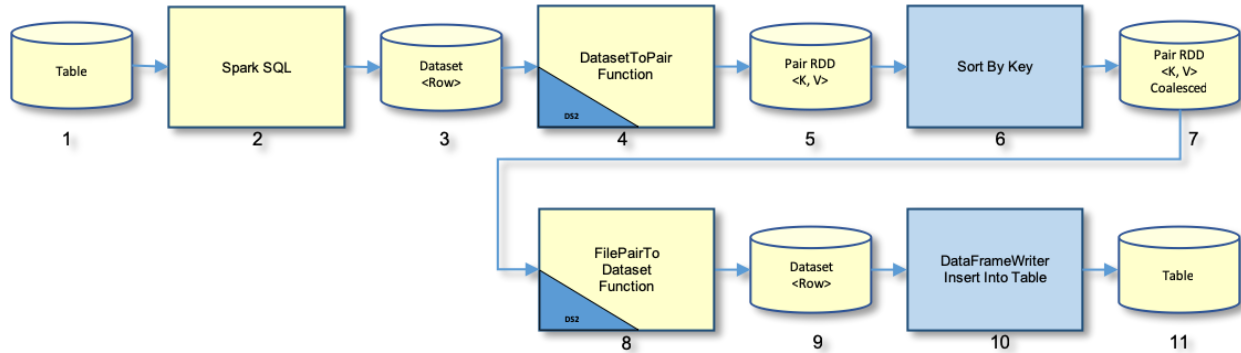 Table
Spark SQL
Dataset
<Row>
DatasetToPair
Function
DS2
Pair RDD
<K, V>
Sort By Key
Pair RDD
<K, V>
Coalesced
1
2
3
4
5
6
7
FilePairTo
Dataset
Function
DS2
Dataset
<Row>
DataFrameWriter
Insert Into Table
Table
8
9
10
11